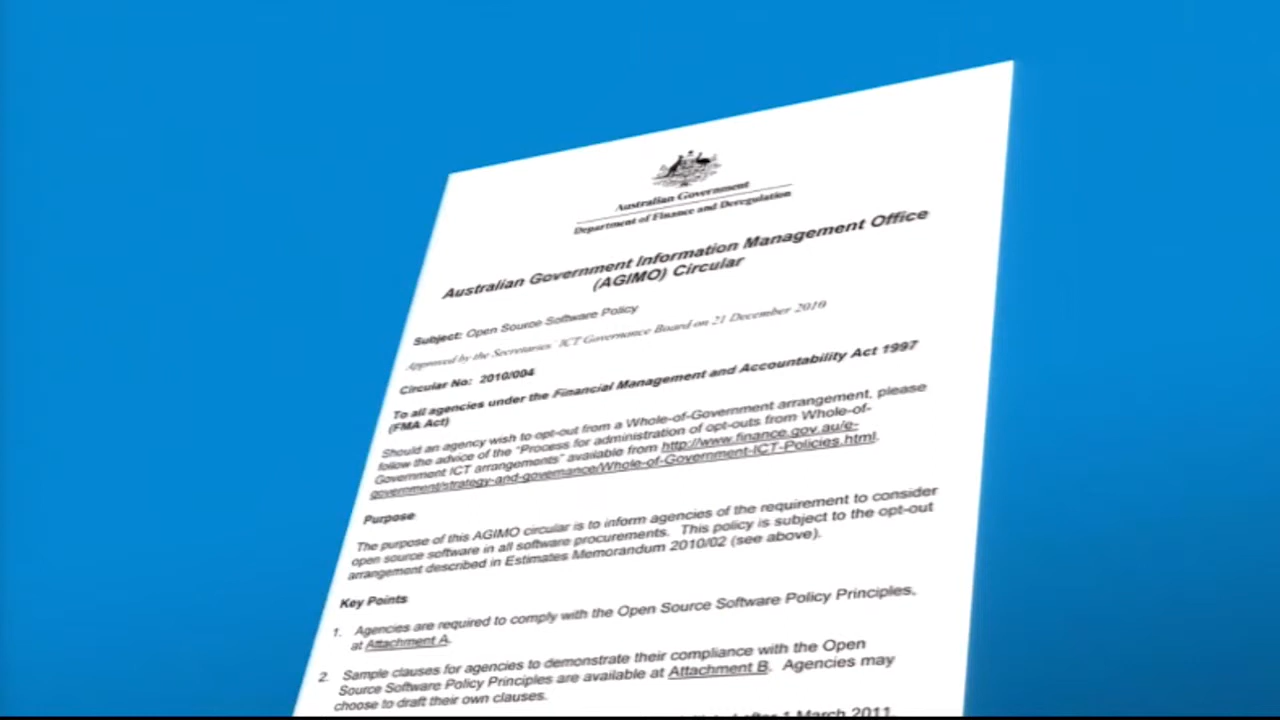 Australian Government
Department of Finance and Deregulation
Australian Government Information Management Office
(AGIMO) Circular
Subject: Open Source Software Policy
Approved by the Secretaries' ICT Governance Board on 21 December 2010
Circular No: 2010/004
To all agencies under the Financial Management and Accountability Act 1997
(FMA Act)
Should an agency wish to opt-out from a Whole-of-Government arrangement, please
follow the advice of the "Process for administration of opt-outs from Whole-of-
Government ICT arrangements" available from http://www.finance.gov.au/e-
government/strategy-and-governance/Whole-of-Government-ICT-Policies.html.
Purpose
The purpose of this AGIMO circular is to inform agencies of the requirement to consider
open source software in all software procurements. This policy is subject to the opt-out
arrangement described in Estimates Memorandum 2010/02 (see above).
Key Points
1. Agencies are required to comply with the Open Source Software Policy Principles,
at Attachment A.
2. Sample clauses for agencies to demonstrate their compliance with the Open
Source Software Policy Principles are available at Attachment B. Agencies may
choose to draft their own clauses.
after 1 March 2011